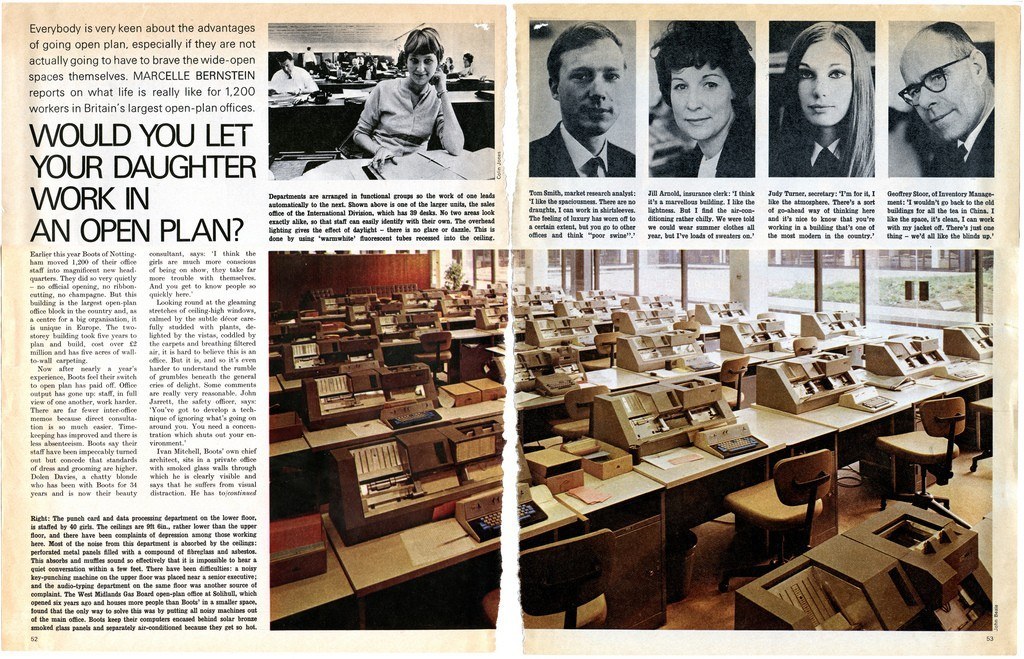 Everybody is very keen about the advantages
of going open plan, especially if they are not
actually going to have to brave the wide-open
spaces themselves. MARCELLE BERNSTEIN
reports on what life is really like for 1,200
workers in Britain's largest open-plan offices.
WOULD YOU LET
YOUR DAUGHTER
WORK IN
AN OPEN PLAN?
Earlier this year Boots of Notting-
ham moved 1,200 of their office
staff into magnificent new head-
quarters. They did so very quietly
– no official opening, no ribbon-
cutting, no champagne. But this
building is the largest open-plan
office block in the country and, as
a centre for a big organisation, it
is unique in Europe. The two-
storey building took five years to
plan and build, cost over £2
million and has five acres of wall-
to-wall carpeting.
Now after nearly a year's
experience, Boots feel their switch
to open plan has paid off. Office
output has gone up: staff, in full
view of one another, work harder.
There are far fewer inter-office
memos because direct consulta-
tion is so much easier. Time-
keeping has improved and there is
less absenteeism. Boots say their
staff have been impeccably turned
out but concede that standards
of dress and grooming are higher.
Dolen Davies, a chatty blonde
who has been with Boots for 34
years and is now their beauty
consultant, says: 'I think the
girls are much more conscious
of being on show, they take far
more trouble with themselves.
And you get to know people so
quickly here.'
Looking round at the gleaming
stretches of ceiling-high windows,
calmed by the subtle décor care-
fully studded with plants, de-
lighted by the vistas, coddled by
the carpets and breathing filtered
air, it is hard to believe this is an
office. But it is, and so it's even
harder to understand the rumble
of grumbles beneath the general
cries of delight. Some comments
are really very reasonable. John
Jarrett, the safety officer, says:
'You've got to develop a tech-
nique of ignoring what's going on
around you. You need a concen-
tration which shuts out your en-
vironment.'
Ivan Mitchell, Boots' own chief
architect, sits in a private office
with smoked glass walls through
which he is clearly visible and
says that he suffers from visual
distraction. He has to/continued
Right: The punch card and data processing department on the lower floor,
is staffed by 40 girls. The ceilings are 9ft 6in., rather lower than the upper
floor, and there have been complaints of depression among those working
here. Most of the noise from this department is absorbed by the ceilings:
perforated metal panels filled with a compound of fibreglass and asbestos.
This absorbs and muffles sound so effectively that it is impossible to hear a
quiet conversation within a few feet. There have been difficulties: a noisy
key-punching machine on the upper floor was placed near a senior executive;
and the audio-typing department on the same floor was another source of
complaint. The West Midlands Gas Board open-plan office at Solihull, which
opened six years ago and houses more people than Boots' in a smaller space,
found that the only way to solve this was by putting all noisy machines out
of the main office. Boots keep their computers encased behind solar bronze
smoked glass panels and separately air-conditioned because they get so hot.
52
Colin Jones
Departments are arranged in functional groups so the work of one leads
automatically to the next. Shown above is one of the larger units, the sales
office of the International Division, which has 39 desks. No two areas look
exactly alike, so that staff can easily identify with their own. The overhead
lighting gives the effect of daylight – there is no glare or dazzle. This is
done by using 'warmwhite' fluorescent tubes recessed into the ceiling.
Tom Smith, market research analyst:
'I like the spaciousness. There are no
draughts, I can work in shirtsleeves.
The feeling of luxury has worn off to
a certain extent, but you go to other
offices and think "poor swine".'
Jill Arnold, insurance clerk: 'I think
it's a marvellous building. I like the
lightness. But I find the air-con-
ditioning rather chilly. We were told
we could wear summer clothes all
year, but I've loads of sweaters on.'
Judy Turner, secretary: 'I'm for it, I
like the atmosphere. There's a sort
of go-ahead way of thinking here
and it's nice to know that you're
working in a building that's one of
the most modern in the country.'
Geoffrey Stoor, of Inventory Manage-
ment: 'I wouldn't go back to the old
buildings for all the tea in China. I
like the space, it's clean, I can work
with my jacket off. There's just one
thing – we'd all like the blinds up.'
53